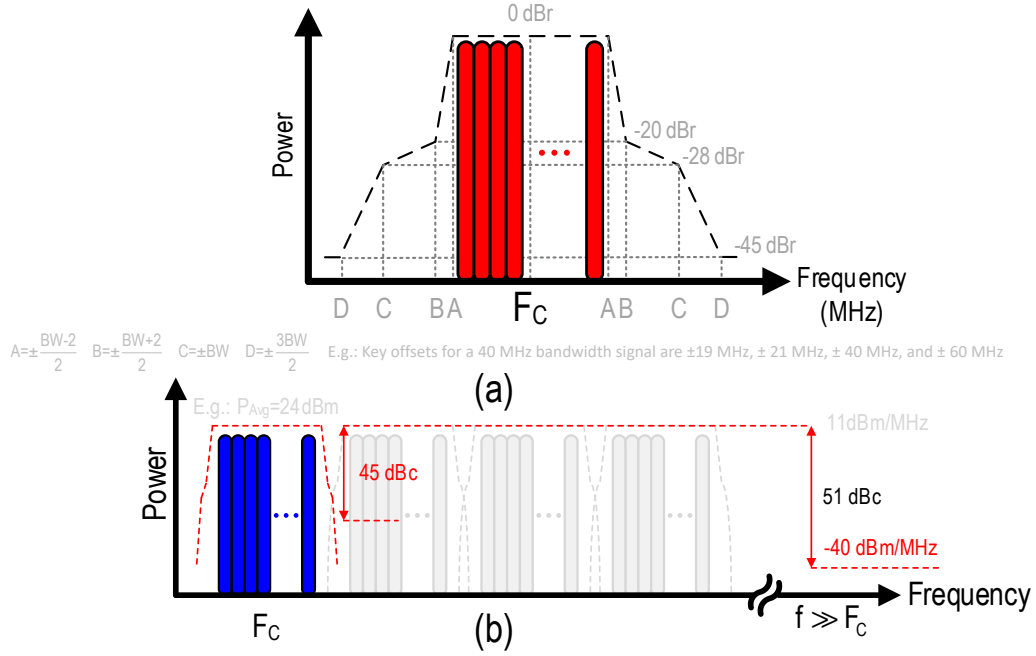 0 dBr
Power
-20 dBr
-28 dBr
-45 dBr
D C B A F_C A B C D
Frequency
(MHz)
A=±(BW-2)/2 B=±(BW+2)/2 C=±BW D=±3BW/2 E.g.: Key offsets for a 40 MHz bandwidth signal are ±19 MHz, ± 21 MHz, ± 40 MHz, and ± 60 MHz
(a)
E.g.: P_Avg=24 dBm
11dBm/MHz
Power
45 dBc
51 dBc
-40 dBm/MHz
Frequency
F_C
f ≫ F_C
(b)